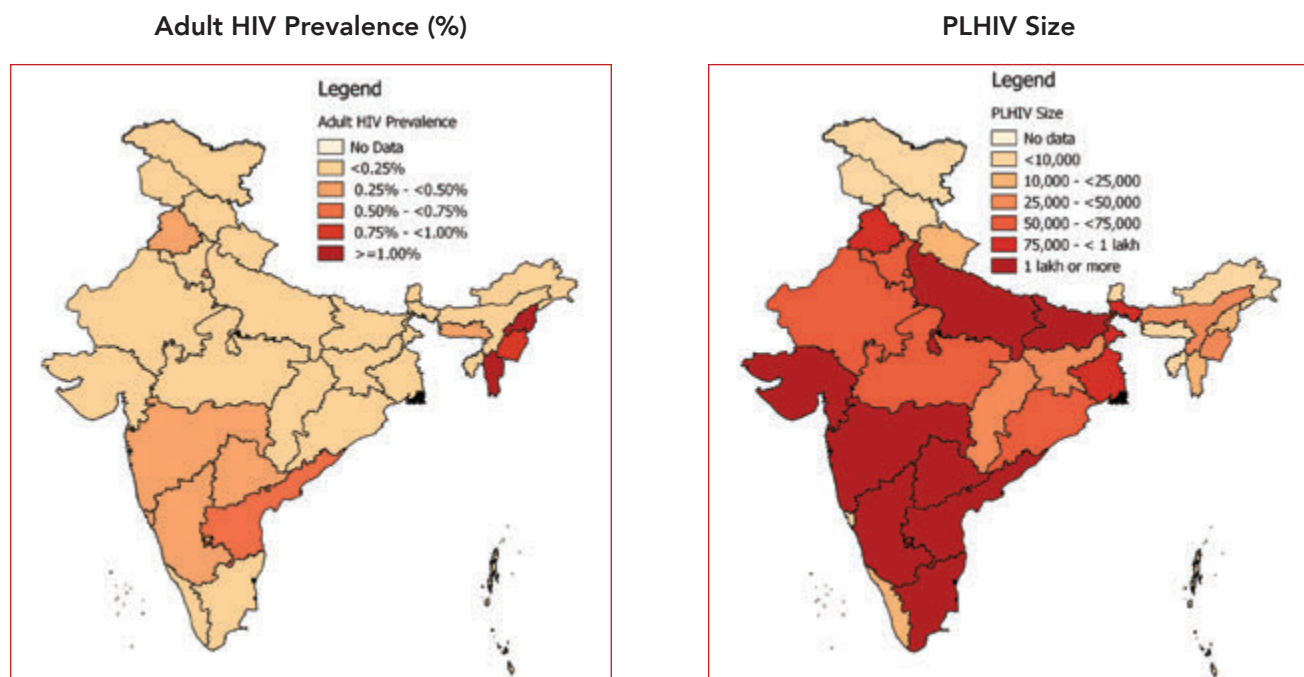 Adult HIV Prevalence (%)
Legend
Adult HIV Prevalence
No Data
<0.25%
0.25% - <0.50%
0.50% - <0.75%
0.75% - <1.00%
>=1.00%
PLHIV Size
Legend
PLHIV Size
No data
<10,000
10,000 - <25,000
25,000 - <50,000
50,000 - <75,000
75,000 - < 1 lakh
1 lakh or more